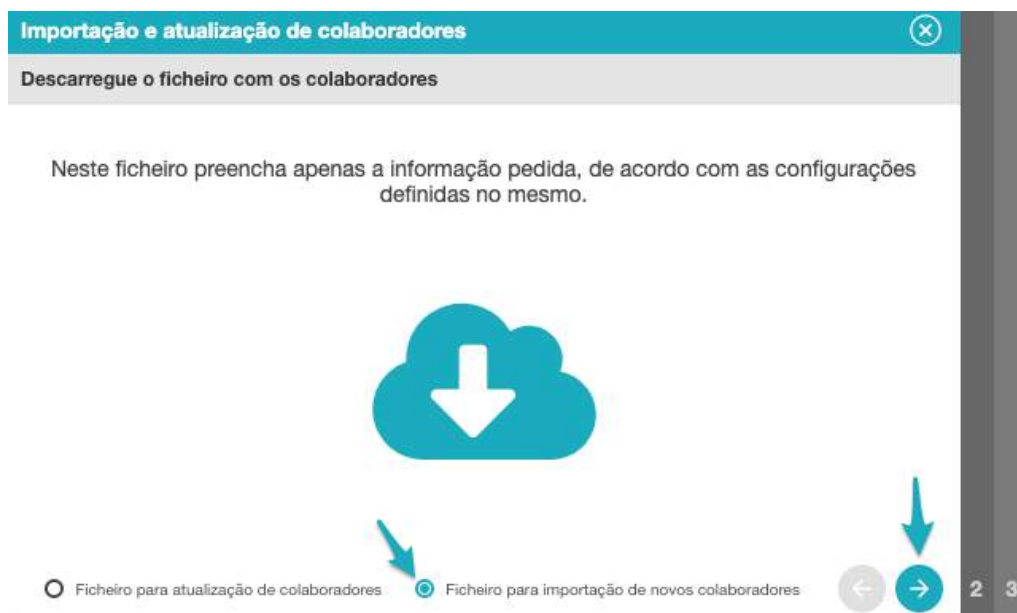 Importação e atualização de colaboradores
Descarregue o ficheiro com os colaboradores
Neste ficheiro preencha apenas a informação pedida, de acordo com as configurações
definidas no mesmo.
Ficheiro para atualização de colaboradores
Ficheiro para importação de novos colaboradores
2
3